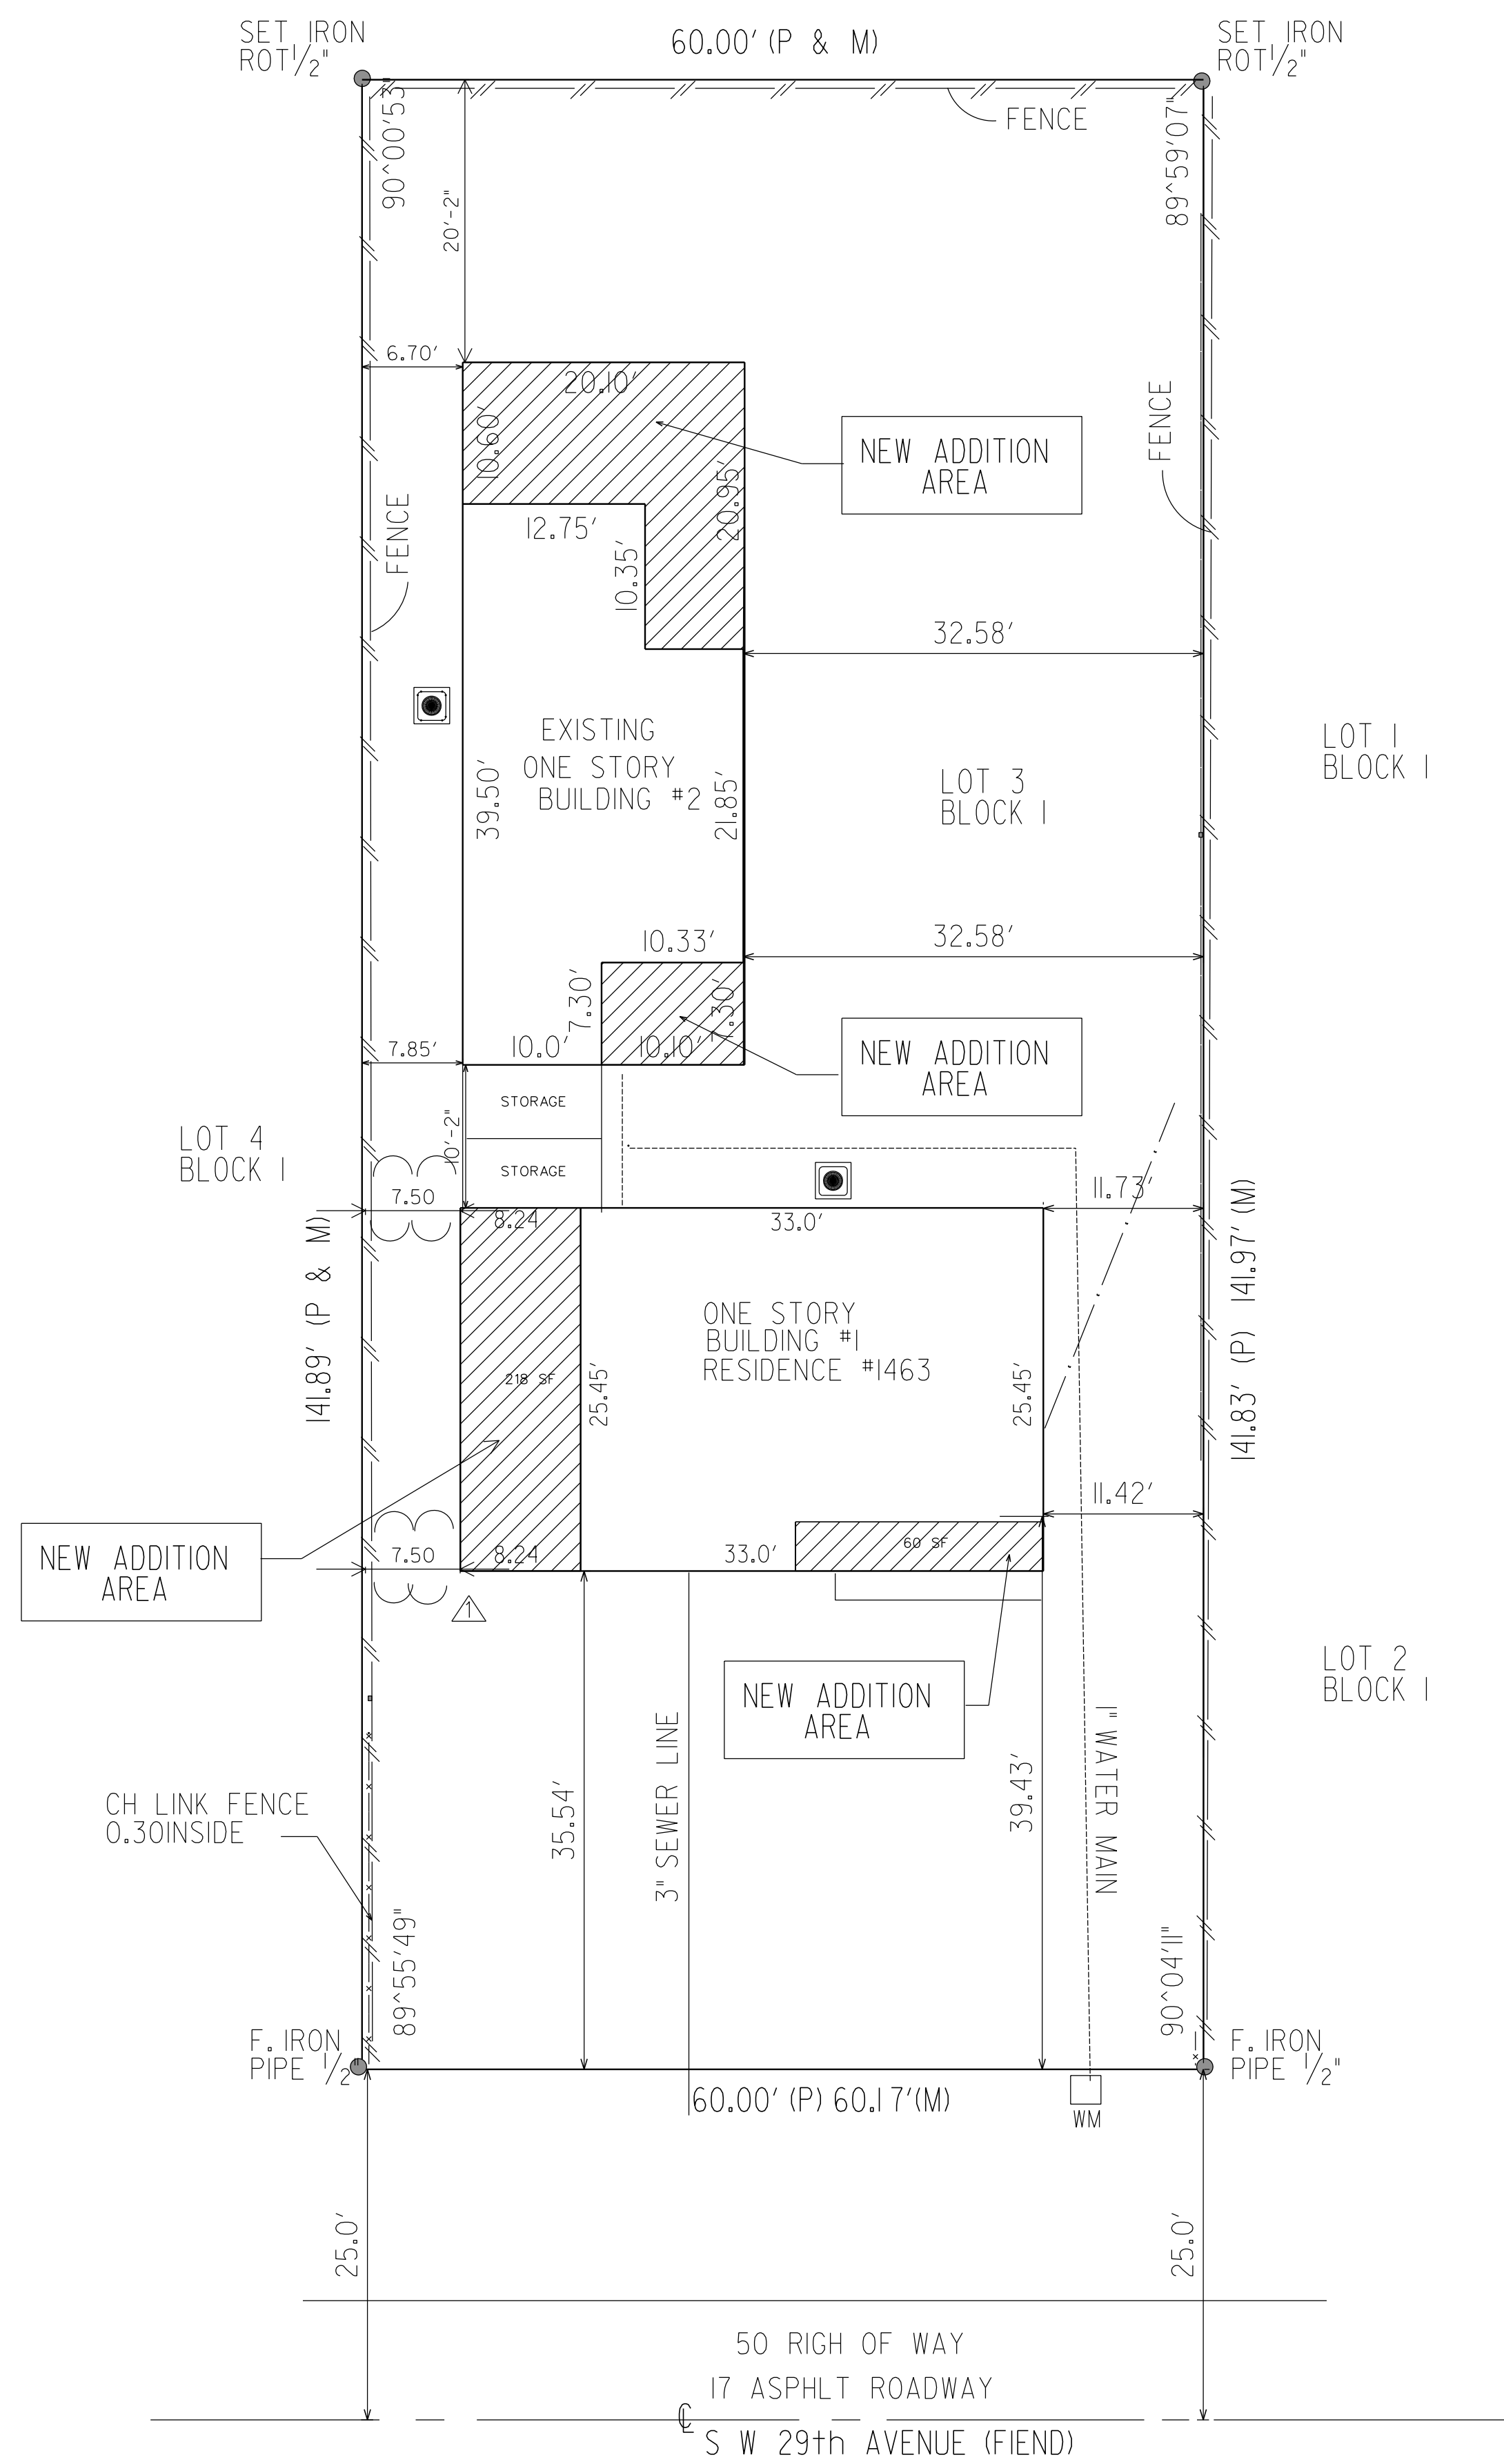 SET IRON
ROT 1/2"
60.00' (P & M)
SET IRON
ROT 1/2"
90^00'53"
89^59'07"
FENCE
20'-2"
6.70'
20.10'
10.60'
20.95'
NEW ADDITION
AREA
FENCE
FENCE
12.75'
10.35'
32.58'
EXISTING
ONE STORY
BUILDING #2
39.50'
21.85'
LOT 3
BLOCK 1
LOT 1
BLOCK 1
10.33'
32.58'
7.30'
7.30'
10.0'
10.10'
7.85'
NEW ADDITION
AREA
STORAGE
10'-2"
STORAGE
LOT 4
BLOCK 1
7.50
8.24
33.0'
11.73'
141.89' (P & M)
141.83' (P) 141.97' (M)
ONE STORY
BUILDING #1
RESIDENCE #1463
218 SF
25.45'
25.45'
11.42'
7.50
8.24
33.0'
60 SF
NEW ADDITION
AREA
1
LOT 2
BLOCK 1
NEW ADDITION
AREA
3" SEWER LINE
1" WATER MAIN
35.54'
39.43'
CH LINK FENCE
0.30INSIDE
89^55'49"
90^04'11"
F. IRON
PIPE 1/2"
F. IRON
PIPE 1/2"
60.00' (P) 60.17'(M)
WM
25.0'
25.0'
50 RIGH OF WAY
17 ASPHLT ROADWAY
CL
S W 29th AVENUE (FIEND)